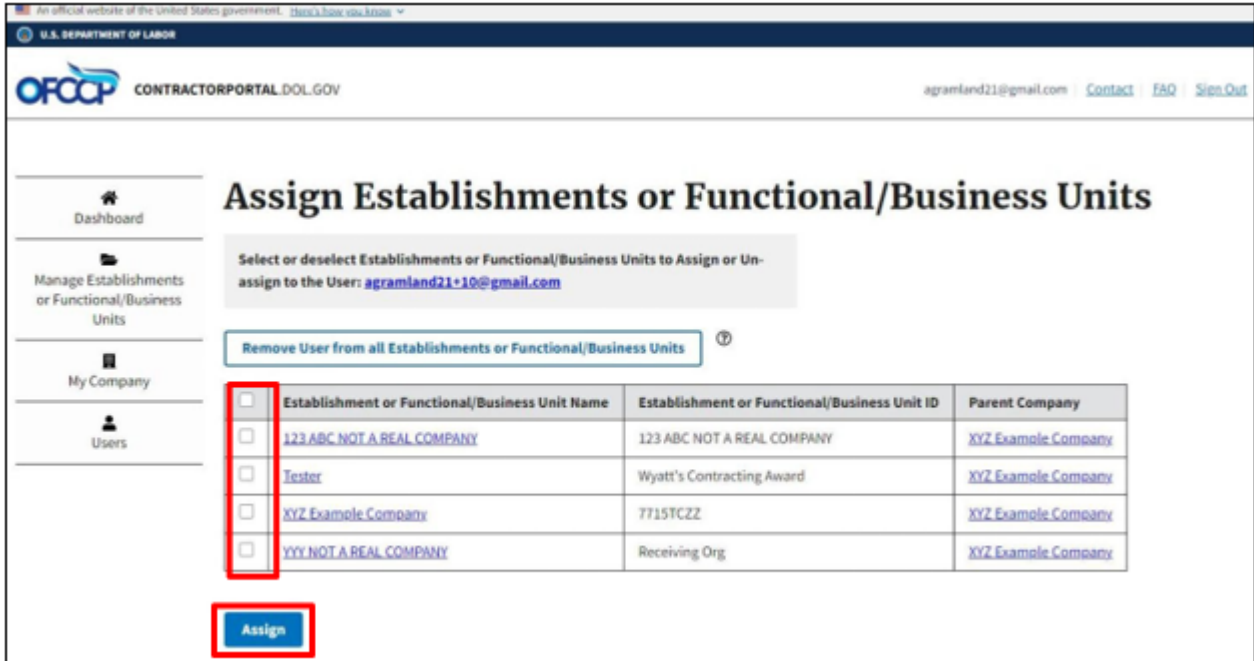 An official website of the United States government. Here's how you know
U.S. DEPARTMENT OF LABOR
OFCCP CONTRACTORPORTAL.DOL.GOV
agramland21@gmail.com Contact FAQ Sign Out
Dashboard
Manage Establishments
or Functional/Business
Units
My Company
Users
Assign Establishments or Functional/Business Units
Select or deselect Establishments or Functional/Business Units to Assign or Un-
assign to the User: agramland21+10@gmail.com
Remove User from all Establishments or Functional/Business Units ?
Establishment or Functional/Business Unit Name Establishment or Functional/Business Unit ID Parent Company
123 ABC NOT A REAL COMPANY 123 ABC NOT A REAL COMPANY XYZ Example Company
Tester Wyatt's Contracting Award XYZ Example Company
XYZ Example Company 7715TCZZ XYZ Example Company
YYY NOT A REAL COMPANY Receiving Org XYZ Example Company
Assign